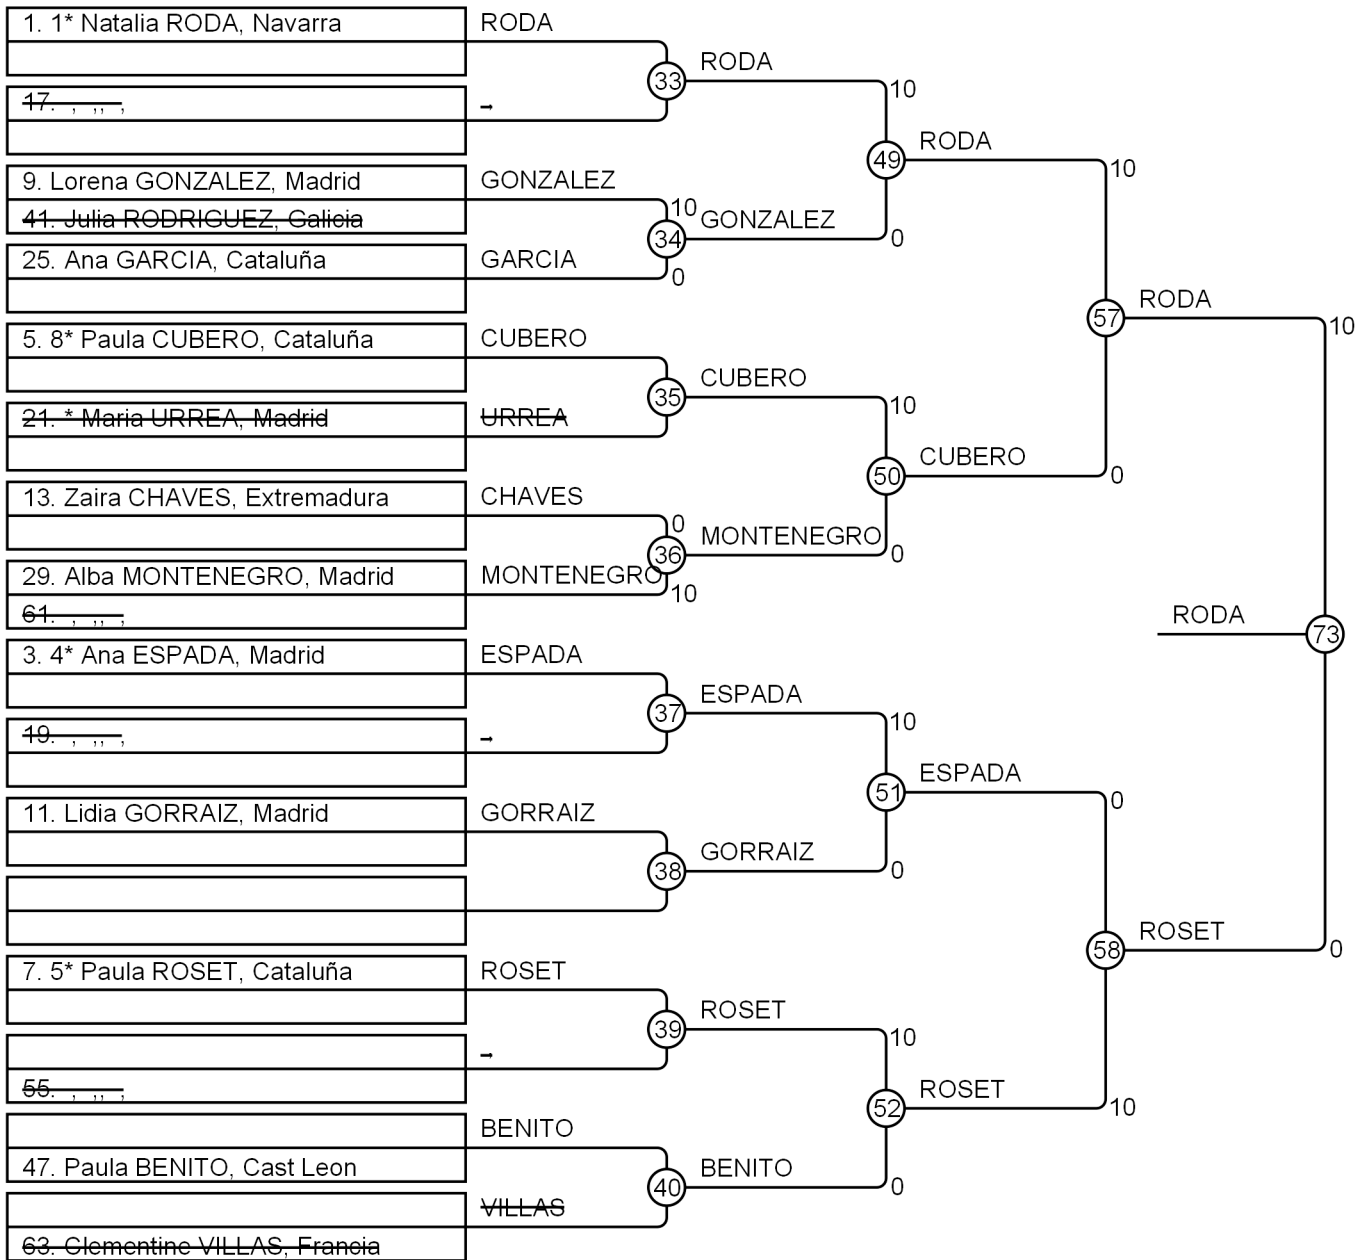 1. 1* Natalia RODA, Navarra
RODA
RODA
33
10
17. , ,, ,
RODA
49
10
9. Lorena GONZALEZ, Madrid
GONZALEZ
41. Julia RODRIGUEZ, Galicia
10
GONZALEZ
34
0
25. Ana GARCIA, Cataluña
GARCIA
0
RODA
57
10
5. 8* Paula CUBERO, Cataluña
CUBERO
CUBERO
35
10
21. * Maria URREA, Madrid
URREA
CUBERO
50
0
13. Zaira CHAVES, Extremadura
CHAVES
0
MONTENEGRO
36
0
29. Alba MONTENEGRO, Madrid
MONTENEGRO
10
61. , ,, ,
RODA
73
3. 4* Ana ESPADA, Madrid
ESPADA
ESPADA
37
10
19. , ,, ,
ESPADA
51
0
11. Lidia GORRAIZ, Madrid
GORRAIZ
GORRAIZ
38
0
ROSET
58
0
7. 5* Paula ROSET, Cataluña
ROSET
ROSET
39
10
55. , ,, ,
ROSET
52
10
BENITO
47. Paula BENITO, Cast Leon
BENITO
40
0
VILLAS
63. Clementine VILLAS, Francia